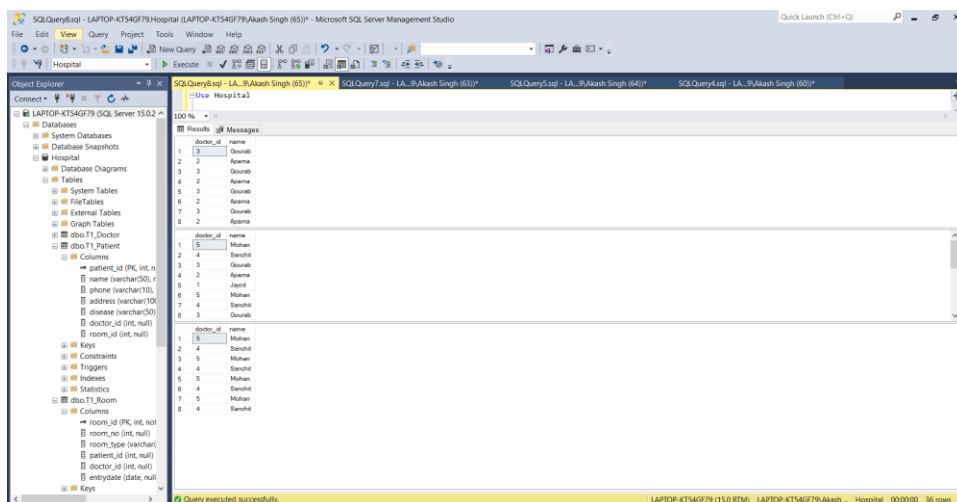 SQLQuery8.sql - LAPTOP-KT54GF79.Hospital (LAPTOP-KT54GF79\Akash Singh (65))* - Microsoft SQL Server Management Studio
Quick Launch (Ctrl+Q)
File Edit View Query Project Tools Window Help
New Query
Hospital
Execute
Object Explorer
SQLQuery8.sql - LA...9\Akash Singh (65))*
SQLQuery7.sql - LA...9\Akash Singh (63))*
SQLQuery5.sql - LA...9\Akash Singh (64))*
SQLQuery4.sql - LA...9\Akash Singh (60))*
Connect
LAPTOP-KT54GF79 (SQL Server 15.0.2
Databases
System Databases
Database Snapshots
Hospital
Database Diagrams
Tables
System Tables
FileTables
External Tables
Graph Tables
dbo.T1_Doctor
dbo.T1_Patient
Columns
patient_id (PK, int, n
name (varchar(50), r
phone (varchar(10),
address (varchar(100
disease (varchar(50)
doctor_id (int, null)
room_id (int, null)
Keys
Constraints
Triggers
Indexes
Statistics
dbo.T1_Room
Columns
room_id (PK, int, not
room_no (int, null)
room_type (varchar(
patient_id (int, null)
doctor_id (int, null)
entrydate (date, null
Keys
Use Hospital
100 %
Results Messages
doctor_id name
1 3 Gourab
2 2 Aparna
3 3 Gourab
4 2 Aparna
5 3 Gourab
6 2 Aparna
7 3 Gourab
8 2 Aparna
doctor_id name
1 5 Mohan
2 4 Sanchit
3 3 Gourab
4 2 Aparna
5 1 Jaynit
6 5 Mohan
7 4 Sanchit
8 3 Gourab
doctor_id name
1 5 Mohan
2 4 Sanchit
3 5 Mohan
4 4 Sanchit
5 5 Mohan
6 4 Sanchit
7 5 Mohan
8 4 Sanchit
Query executed successfully.
LAPTOP-KT54GF79 (15.0 RTM) LAPTOP-KT54GF79\Akash ... Hospital 00:00:00 36 rows